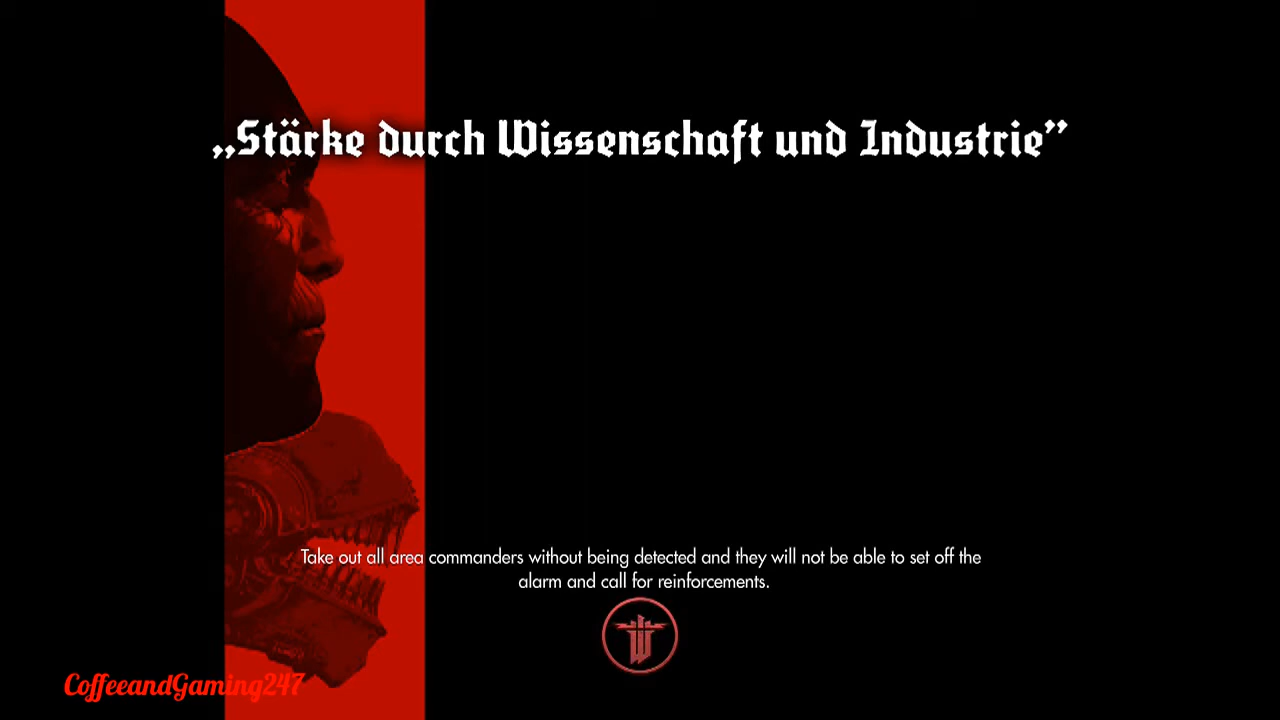 „Stärke durch Wissenschaft und Industrie”
Take out all area commanders without being detected and they will not be able to set off the
alarm and call for reinforcements.
W
CoffeeandGaming247